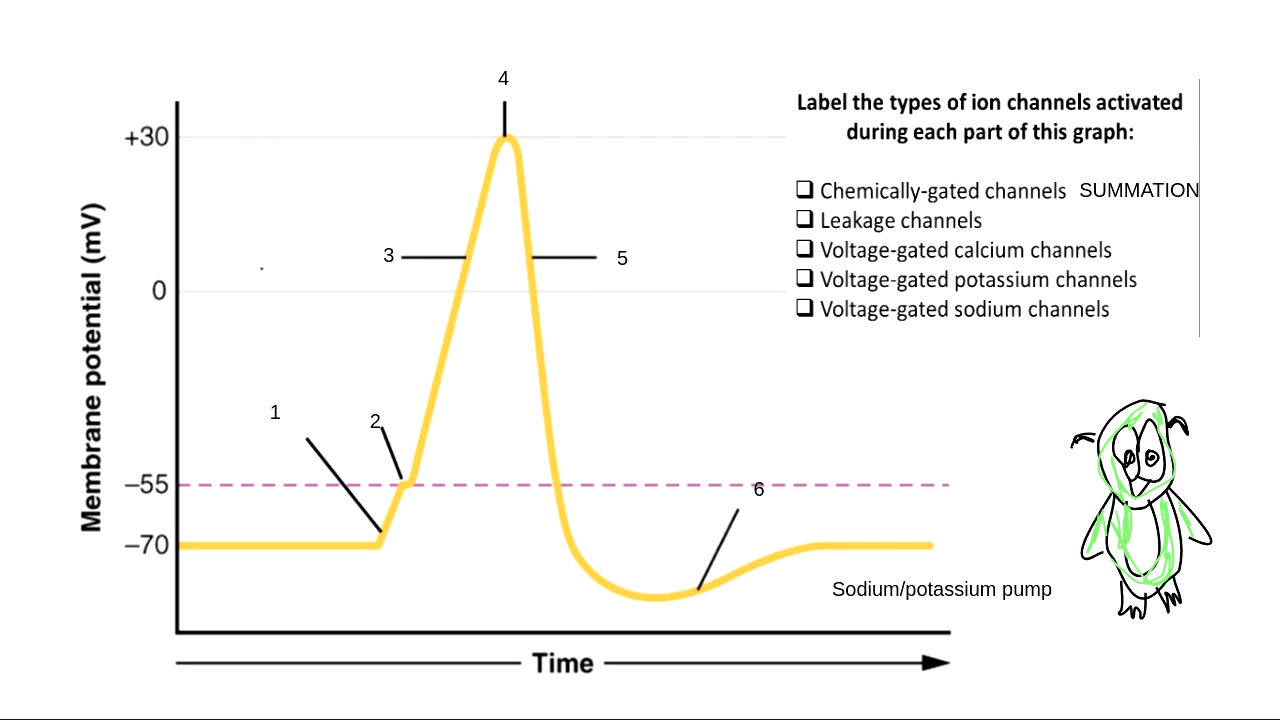 4
+30
3
5
0
1
2
–55
6
–70
Membrane potential (mV)
Time
Label the types of ion channels activated
during each part of this graph:
❑ Chemically-gated channels SUMMATION
❑ Leakage channels
❑ Voltage-gated calcium channels
❑ Voltage-gated potassium channels
❑ Voltage-gated sodium channels
Sodium/potassium pump